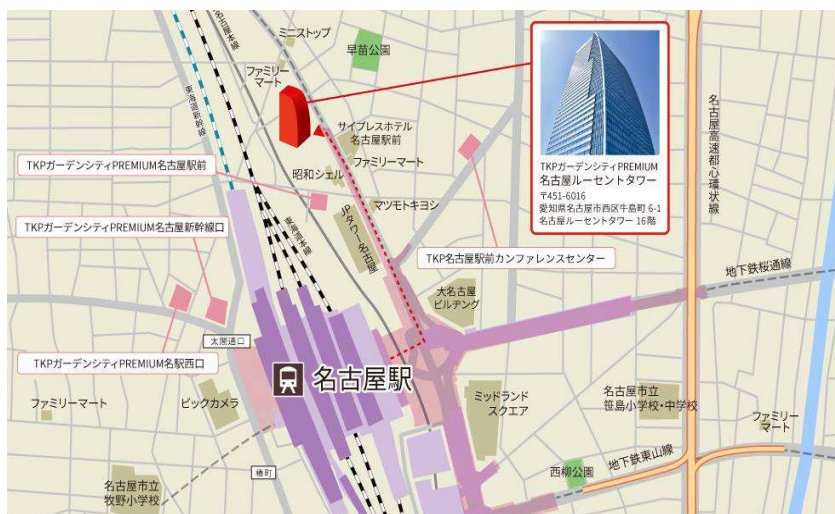 ミニストップ
早苗公園
名古屋本線
ファミリー
マート
東海道新幹線
サイプレスホテル
名古屋駅前
ファミリーマート
TKPガーデンシティPREMIUM名古屋駅前
昭和シェル
マツモトキヨシ
JPタワー名古屋
東海道本線
TKPガーデンシティPREMIUM名古屋新幹線口
TKP名古屋駅前カンファレンスセンター
TKPガーデンシティPREMIUM
名古屋ルーセントタワー
〒451-6016
愛知県名古屋市西区牛島町 6-1
名古屋ルーセントタワー 16階
名古屋高速都心環状線
地下鉄桜通線
大名古屋
ビルヂング
太閤通口
TKPガーデンシティPREMIUM名駅西口
名古屋駅
ファミリーマート
ビックカメラ
ミッドランド
スクエア
名古屋市立
笹島小学校・中学校
ファミリー
マート
椿町
西柳公園
地下鉄東山線
名古屋市立
牧野小学校